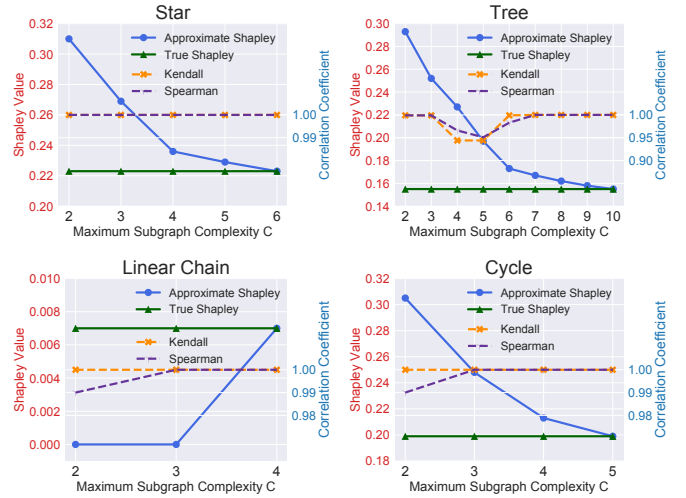 Star
0.32
0.30
0.28
0.26
0.24
0.22
0.20
Shapley Value
Approximate Shapley
True Shapley
Kendall
Spearman
1.00
0.99
Correlation Coefficient
2 3 4 5 6
Maximum Subgraph Complexity C
Tree
0.30
0.28
0.26
0.24
0.22
0.20
0.18
0.16
0.14
Shapley Value
Approximate Shapley
True Shapley
Kendall
Spearman
1.00
0.95
0.90
Correlation Coefficient
2 3 4 5 6 7 8 9 10
Maximum Subgraph Complexity C
Linear Chain
0.010
0.008
0.006
0.004
0.002
0.000
Shapley Value
Approximate Shapley
True Shapley
Kendall
Spearman
1.00
0.99
0.98
Correlation Coefficient
2 3 4
Maximum Subgraph Complexity C
Cycle
0.32
0.30
0.28
0.26
0.24
0.22
0.20
0.18
Shapley Value
Approximate Shapley
True Shapley
Kendall
Spearman
1.00
0.99
0.98
Correlation Coefficient
2 3 4 5
Maximum Subgraph Complexity C